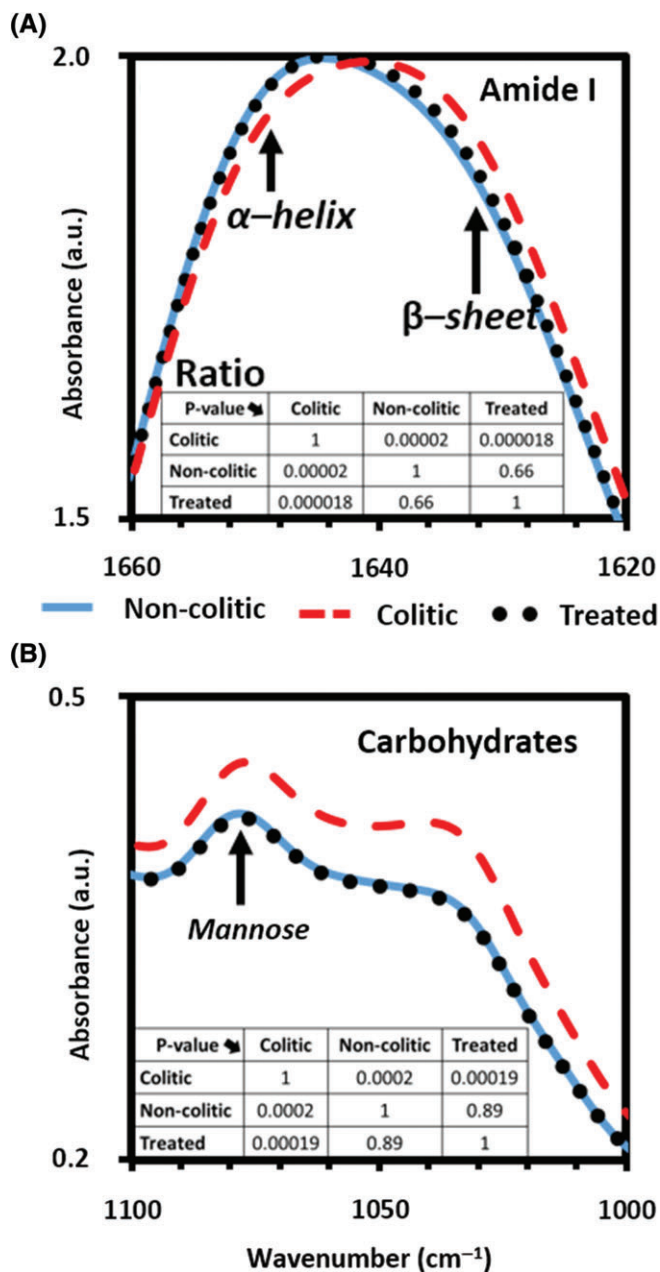 (A)
2.0
Amide I
α–helix
β–sheet
Absorbance (a.u.)
Ratio
P-value Colitic Non-colitic Treated
Colitic 1 0.00002 0.000018
Non-colitic 0.00002 1 0.66
Treated 0.000018 0.66 1
1.5
1660 1640 1620
Non-colitic Colitic Treated
(B)
0.5
Carbohydrates
Mannose
Absorbance (a.u.)
P-value Colitic Non-colitic Treated
Colitic 1 0.0002 0.00019
Non-colitic 0.0002 1 0.89
Treated 0.00019 0.89 1
0.2
1100 1050 1000
Wavenumber (cm⁻¹)